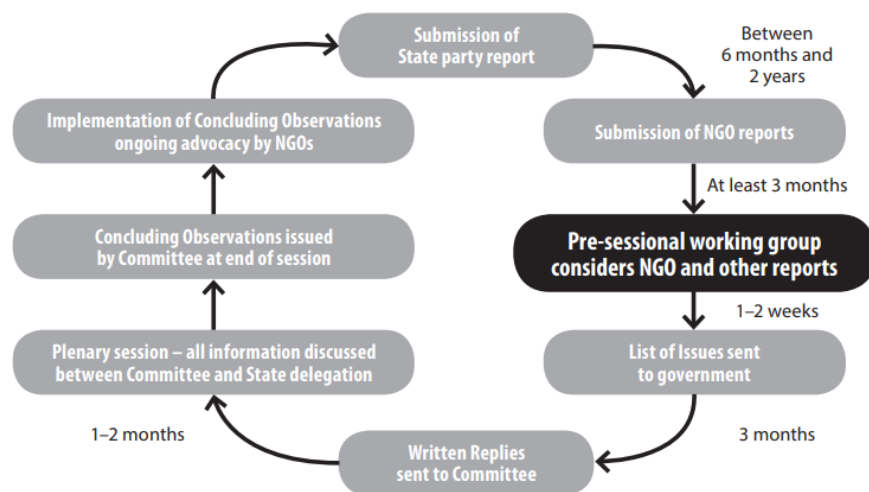 Submission of
State party report
Between
6 months and
2 years
Submission of NGO reports
At least 3 months
Pre-sessional working group
considers NGO and other reports
1–2 weeks
List of Issues sent
to government
3 months
Written Replies
sent to Committee
1–2 months
Plenary session – all information discussed
between Committee and State delegation
Concluding Observations issued
by Committee at end of session
Implementation of Concluding Observations
ongoing advocacy by NGOs